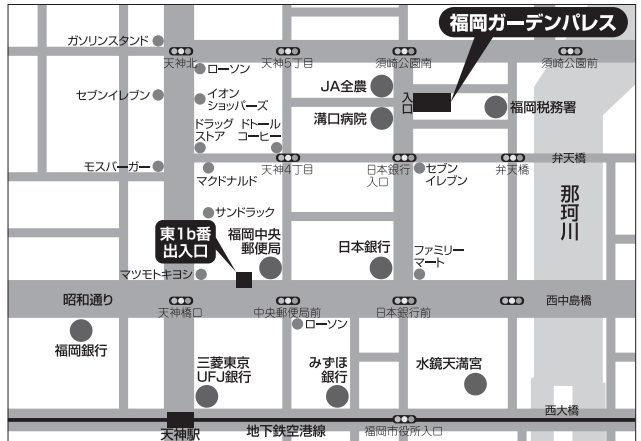 福岡ガーデンパレス
ガソリンスタンド
天神北
天神5丁目
須崎公園南
須崎公園前
ローソン
セブンイレブン
イオン
ショッパーズ
JA全農
入口
福岡税務署
溝口病院
ドラッグ
ストア
ドトール
コーヒー
天神4丁目
日本銀行
入口
弁天橋
弁天橋
モスバーガー
マクドナルド
セブン
イレブン
那珂川
サンドラック
東1b番
出入口
福岡中央
郵便局
日本銀行
ファミリー
マート
マツモトキヨシ
昭和通り
天神橋口
中央郵便局前
日本銀行前
西中島橋
福岡銀行
ローソン
三菱東京
UFJ銀行
みずほ
銀行
水鏡天満宮
西大橋
天神駅
地下鉄空港線
福岡市役所入口